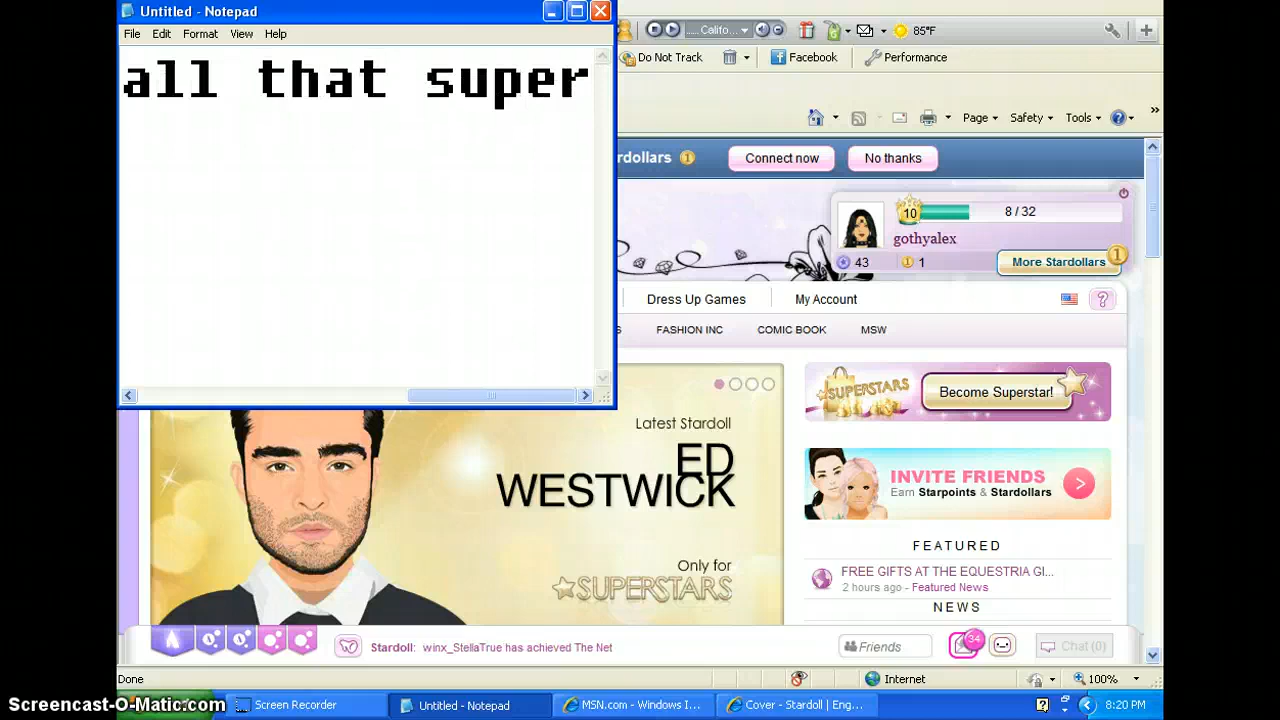 Untitled - Notepad
File Edit Format View Help
all that super
..... Califo...
85°F
Do Not Track
Facebook
Performance
Page
Safety
Tools
»
rdollars 1
Connect now
No thanks
10
8 / 32
gothyalex
43
1
More Stardollars 1
Dress Up Games
My Account
?
S
FASHION INC
COMIC BOOK
MSW
Latest Stardoll
ED
WESTWICK
Only for
SUPERSTARS
SUPERSTARS
Become Superstar!
INVITE FRIENDS
Earn Starpoints & Stardollars
FEATURED
FREE GIFTS AT THE EQUESTRIA GI...
2 hours ago - Featured News
NEWS
Stardoll: winx_StellaTrue has achieved The Net
Friends
34
Chat (0)
Done
Internet
100%
Screencast-O-Matic.com
Screen Recorder
Untitled - Notepad
MSN.com - Windows I...
Cover - Stardoll | Eng...
8:20 PM